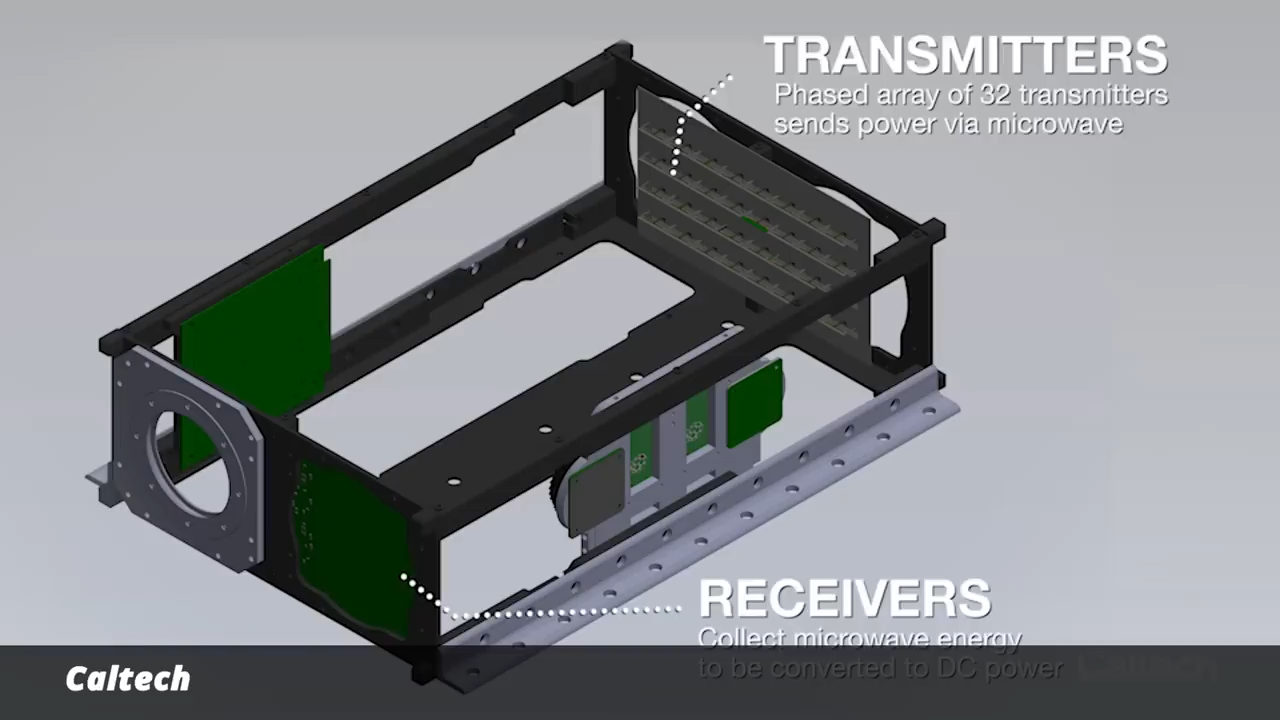 TRANSMITTERS
Phased array of 32 transmitters
sends power via microwave
RECEIVERS
Collect microwave energy
to be converted to DC power
Caltech
Caltech